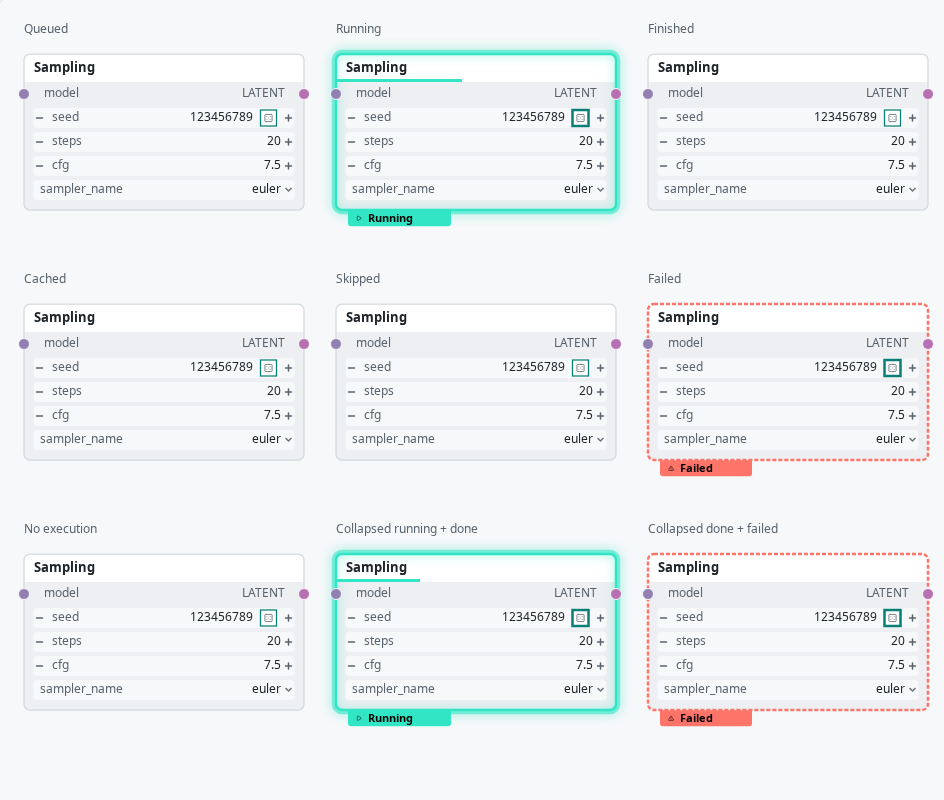 Queued
Running
Finished
Sampling
Sampling
Sampling
model LATENT
model LATENT
model LATENT
− seed 123456789 +
− seed 123456789 +
− seed 123456789 +
− steps 20 +
− steps 20 +
− steps 20 +
− cfg 7.5 +
− cfg 7.5 +
− cfg 7.5 +
sampler_name euler
sampler_name euler
sampler_name euler
Running
Cached
Skipped
Failed
Sampling
Sampling
Sampling
model LATENT
model LATENT
model LATENT
− seed 123456789 +
− seed 123456789 +
− seed 123456789 +
− steps 20 +
− steps 20 +
− steps 20 +
− cfg 7.5 +
− cfg 7.5 +
− cfg 7.5 +
sampler_name euler
sampler_name euler
sampler_name euler
Failed
No execution
Collapsed running + done
Collapsed done + failed
Sampling
Sampling
Sampling
model LATENT
model LATENT
model LATENT
− seed 123456789 +
− seed 123456789 +
− seed 123456789 +
− steps 20 +
− steps 20 +
− steps 20 +
− cfg 7.5 +
− cfg 7.5 +
− cfg 7.5 +
sampler_name euler
sampler_name euler
sampler_name euler
Running
Failed